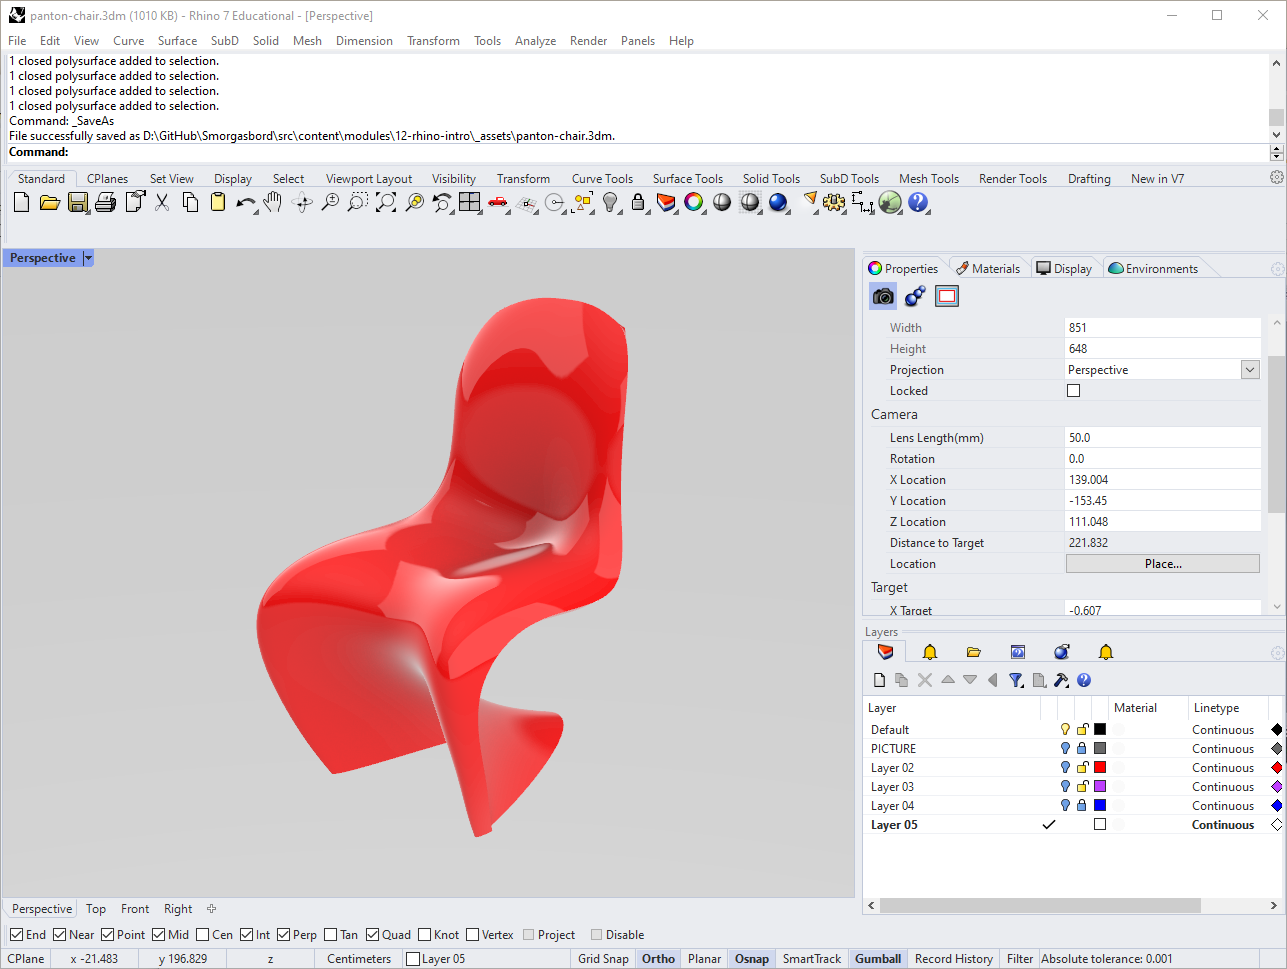 panton-chair.3dm (1010 KB) - Rhino 7 Educational - [Perspective]
File Edit View Curve Surface SubD Solid Mesh Dimension Transform Tools Analyze Render Panels Help
1 closed polysurface added to selection.
1 closed polysurface added to selection.
1 closed polysurface added to selection.
1 closed polysurface added to selection.
Command: _SaveAs
File successfully saved as D:\GitHub\Smorgasbord\src\content\modules\12-rhino-intro\_assets\panton-chair.3dm.
Command:
Standard CPlanes Set View Display Select Viewport Layout Visibility Transform Curve Tools Surface Tools Solid Tools SubD Tools Mesh Tools Render Tools Drafting New in V7
Perspective
Properties Materials Display Environments
Width 851
Height 648
Projection Perspective
Locked
Camera
Lens Length(mm) 50.0
Rotation 0.0
X Location 139.004
Y Location -153.45
Z Location 111.048
Distance to Target 221.832
Location Place...
Target
X Target -0.607
Layers
Layer Material Linetype
Default Continuous
PICTURE Continuous
Layer 02 Continuous
Layer 03 Continuous
Layer 04 Continuous
Layer 05 Continuous
Perspective Top Front Right
End Near Point Mid Cen Int Perp Tan Quad Knot Vertex Project Disable
CPlane x -21.483 y 196.829 z Centimeters Layer 05 Grid Snap Ortho Planar Osnap SmartTrack Gumball Record History Filter Absolute tolerance: 0.001